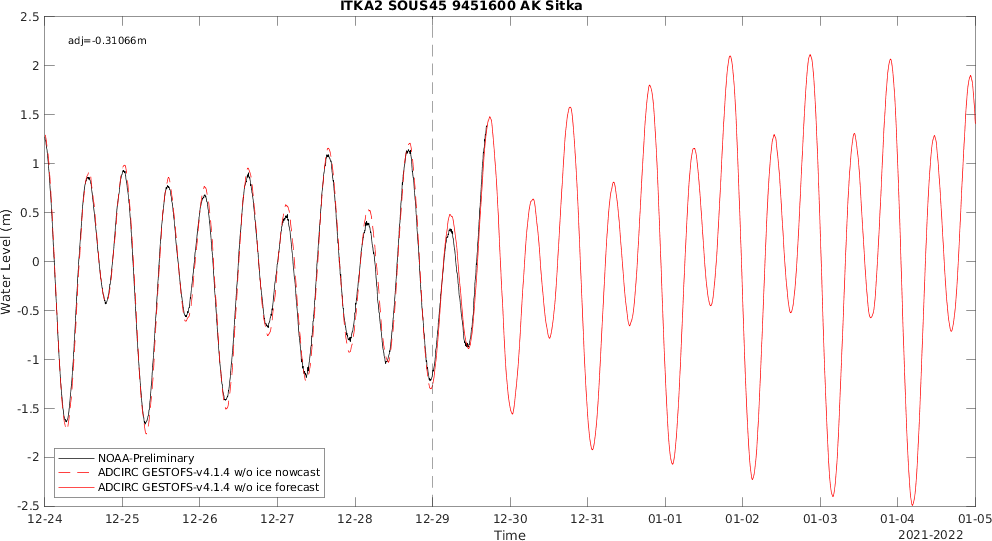 ITKA2 SOUS45 9451600 AK Sitka
adj=-0.31066m
2.5
2
1.5
1
0.5
0
-0.5
-1
-1.5
-2
-2.5
Water Level (m)
NOAA-Preliminary
ADCIRC GESTOFS-v4.1.4 w/o ice nowcast
ADCIRC GESTOFS-v4.1.4 w/o ice forecast
12-24 12-25 12-26 12-27 12-28 12-29 12-30 12-31 01-01 01-02 01-03 01-04 01-05
Time
2021-2022